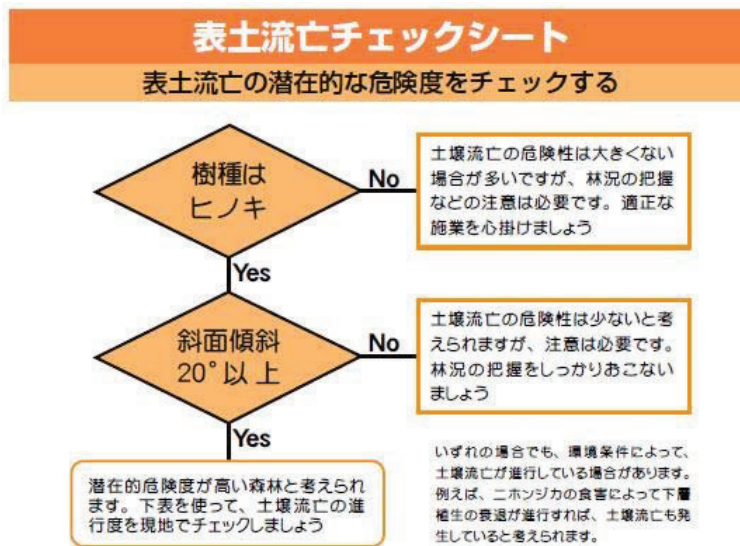 表土流亡チェックシート
表土流亡の潜在的な危険度をチェックする
樹種は
ヒノキ
No
土壌流亡の危険性は大きくない
場合が多いですが、林況の把握
などの注意は必要です。適正な
施業を心掛けましょう
Yes
斜面傾斜
20°以上
No
土壌流亡の危険性は少ないと考
えられますが、注意は必要です。
林況の把握をしっかりおこない
ましょう
Yes
潜在的危険度が高い森林と考えられ
ます。下表を使って、土壌流亡の進
行度を現地でチェックしましょう
いずれの場合でも、環境条件によって、
土壌流亡が進行している場合があります。
例えば、ニホンジカの食害によって下層
植生の衰退が進行すれば、土壌流亡も発
生していると考えられます。